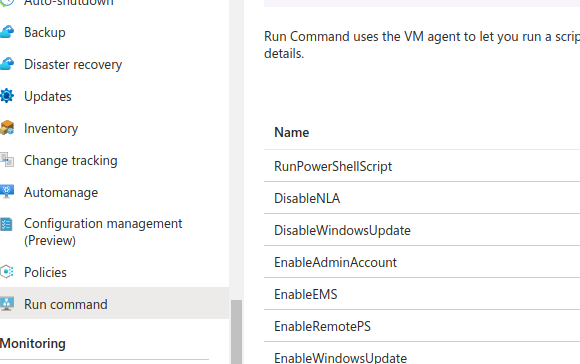 Auto-shutdown
Backup
Disaster recovery
Updates
Inventory
Change tracking
Automanage
Configuration management
(Preview)
Policies
Run command
Monitoring
Run Command uses the VM agent to let you run a scrip
details.
Name
RunPowerShellScript
DisableNLA
DisableWindowsUpdate
EnableAdminAccount
EnableEMS
EnableRemotePS
EnableWindowsUpdate